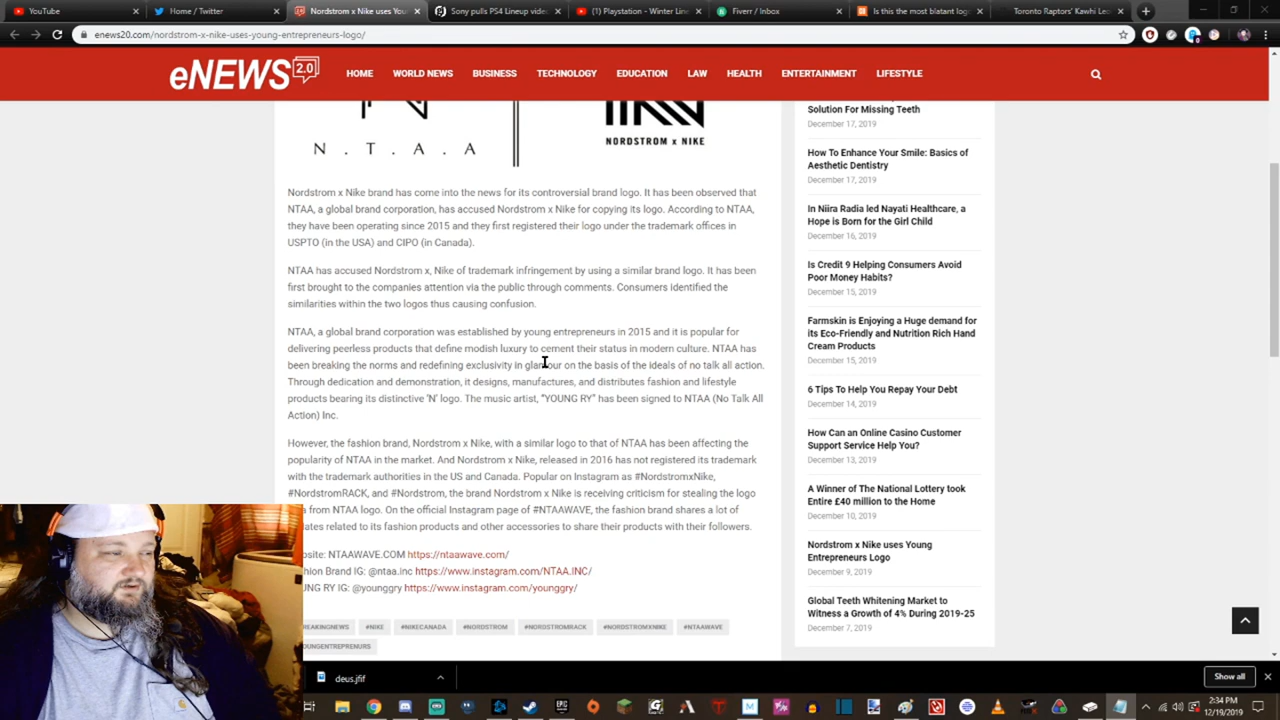 YouTube
Home / Twitter
Nordstrom x Nike uses You
Sony pulls PS4 Lineup vide
(1) Playstation - Winter Line
Fiverr / Inbox
Is this the most blatant log
Toronto Raptors' Kawhi Le
enews20.com/nordstrom-x-nike-uses-young-entrepreneurs-logo/
eNEWS 2.0
HOME
WORLD NEWS
BUSINESS
TECHNOLOGY
EDUCATION
LAW
HEALTH
ENTERTAINMENT
LIFESTYLE
N . T . A . A
NORDSTROM x NIKE
Nordstrom x Nike brand has come into the news for its controversial brand logo. It has been observed that
NTAA, a global brand corporation, has accused Nordstrom x Nike for copying its logo. According to NTAA,
they have been operating since 2015 and they first registered their logo under the trademark offices in
USPTO (in the USA) and CIPO (in Canada).
NTAA has accused Nordstrom x, Nike of trademark infringement by using a similar brand logo. It has been
first brought to the companies attention via the public through comments. Consumers identified the
similarities within the two logos thus causing confusion.
NTAA, a global brand corporation was established by young entrepreneurs in 2015 and it is popular for
delivering peerless products that define modish luxury to cement their status in modern culture. NTAA has
been breaking the norms and redefining exclusivity in glamour on the basis of the ideals of no talk all action.
Through dedication and demonstration, it designs, manufactures, and distributes fashion and lifestyle
products bearing its distinctive 'N' logo. The music artist, "YOUNG RY" has been signed to NTAA (No Talk All
Action) Inc.
However, the fashion brand, Nordstrom x Nike, with a similar logo to that of NTAA has been affecting the
popularity of NTAA in the market. And Nordstrom x Nike, released in 2016 has not registered its trademark
with the trademark authorities in the US and Canada. Popular on Instagram as #NordstromxNike,
#NordstromRACK, and #Nordstrom, the brand Nordstrom x Nike is receiving criticism for stealing the logo
from NTAA logo. On the official Instagram page of #NTAAWAVE, the fashion brand shares a lot of
dates related to its fashion products and other accessories to share their products with their followers.
site: NTAAWAVE.COM https://ntaawave.com/
hion Brand IG: @ntaa.inc https://www.instagram.com/NTAA.INC/
NG RY IG: @younggry https://www.instagram.com/younggry/
REAKINGNEWS
#NIKE
#NIKECANADA
#NORDSTROM
#NORDSTROMRACK
#NORDSTROMXNIKE
#NTAAWAVE
OUNGENTREPRENURS
Solution For Missing Teeth
December 17, 2019
How To Enhance Your Smile: Basics of
Aesthetic Dentistry
December 17, 2019
In Niira Radia led Nayati Healthcare, a
Hope is Born for the Girl Child
December 16, 2019
Is Credit 9 Helping Consumers Avoid
Poor Money Habits?
December 15, 2019
Farmskin is Enjoying a Huge demand for
its Eco-Friendly and Nutrition Rich Hand
Cream Products
December 15, 2019
6 Tips To Help You Repay Your Debt
December 14, 2019
How Can an Online Casino Customer
Support Service Help You?
December 13, 2019
A Winner of The National Lottery took
Entire £40 million to the Home
December 10, 2019
Nordstrom x Nike uses Young
Entrepreneurs Logo
December 9, 2019
Global Teeth Whitening Market to
Witness a Growth of 4% During 2019-25
December 7, 2019
deus.jfif
Show all
2:34 PM
12/19/2019